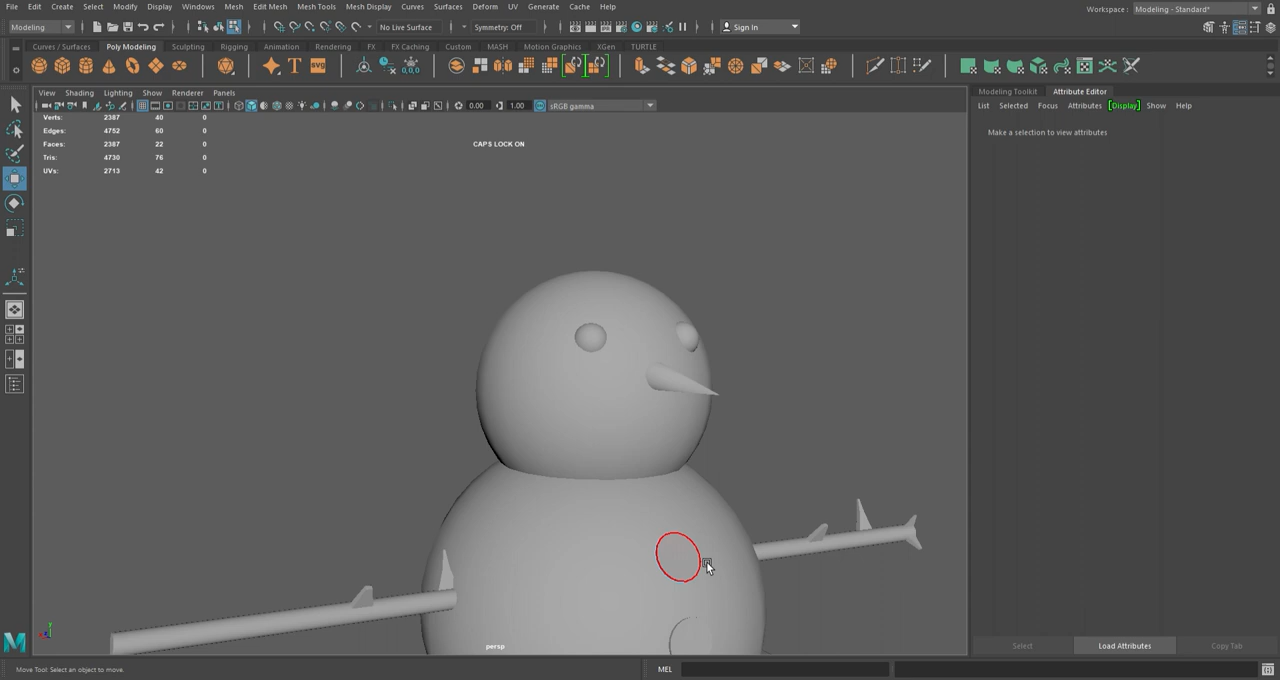 File Edit Create Select Modify Display Windows Mesh Edit Mesh Mesh Tools Mesh Display Curves Surfaces Deform UV Generate Cache Help
Workspace : Modeling - Standard*
Modeling No Live Surface Symmetry: Off Sign In
Curves / Surfaces Poly Modeling Sculpting Rigging Animation Rendering FX FX Caching Custom MASH Motion Graphics XGen TURTLE
T SVG 0,0,0
View Shading Lighting Show Renderer Panels
Modeling Toolkit Attribute Editor
0.00 1.00 sRGB gamma
List Selected Focus Attributes Display Show Help
Verts: 2387 40 0
Edges: 4752 60 0
Faces: 2387 22 0
Tris: 4730 76 0
UVs: 2713 42 0
CAPS LOCK ON
Make a selection to view attributes
persp
Select Load Attributes Copy Tab
Move Tool: Select an object to move.
MEL